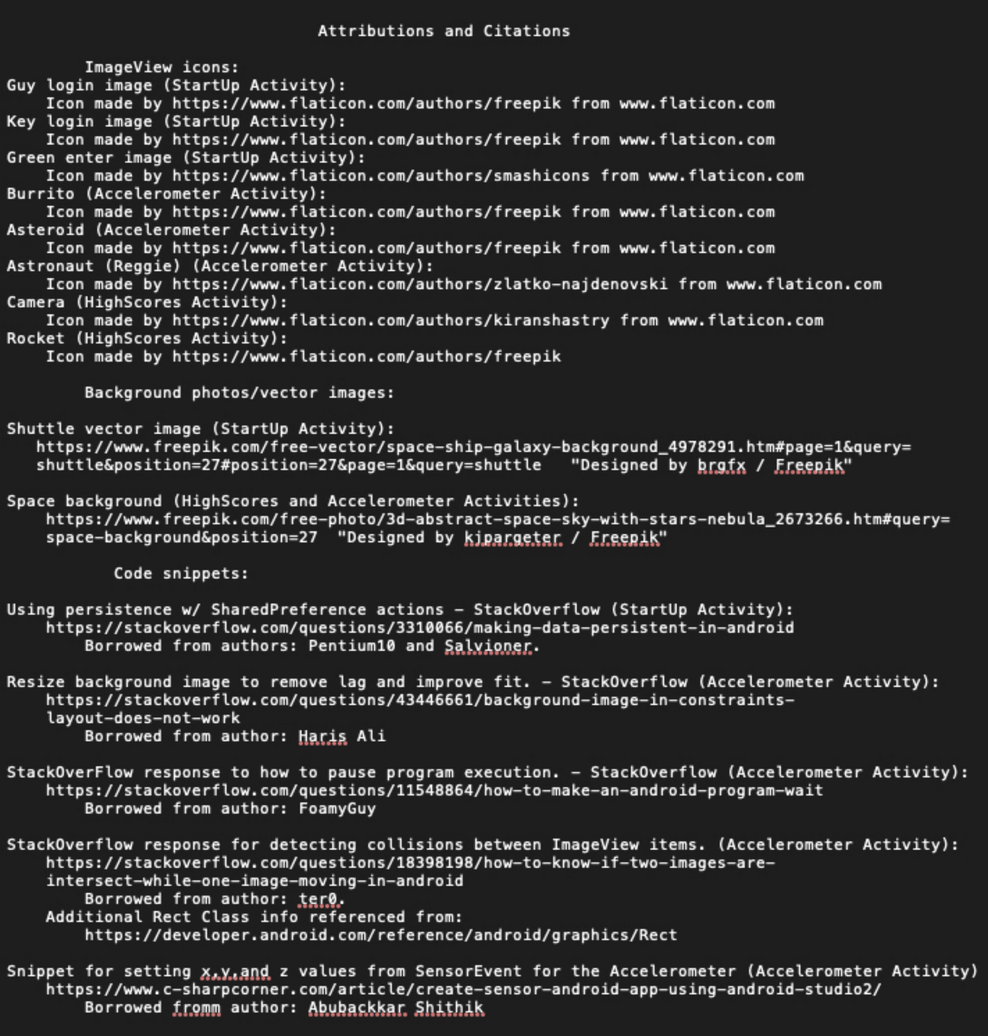 Attributions and Citations
ImageView icons:
Guy login image (StartUp Activity):
Icon made by https://www.flaticon.com/authors/freepik from www.flaticon.com
Key login image (StartUp Activity):
Icon made by https://www.flaticon.com/authors/freepik from www.flaticon.com
Green enter image (StartUp Activity):
Icon made by https://www.flaticon.com/authors/smashicons from www.flaticon.com
Burrito (Accelerometer Activity):
Icon made by https://www.flaticon.com/authors/freepik from www.flaticon.com
Asteroid (Accelerometer Activity):
Icon made by https://www.flaticon.com/authors/freepik from www.flaticon.com
Astronaut (Reggie) (Accelerometer Activity):
Icon made by https://www.flaticon.com/authors/zlatko-najdenovski from www.flaticon.com
Camera (HighScores Activity):
Icon made by https://www.flaticon.com/authors/kiranshastry from www.flaticon.com
Rocket (HighScores Activity):
Icon made by https://www.flaticon.com/authors/freepik
Background photos/vector images:
Shuttle vector image (StartUp Activity):
https://www.freepik.com/free-vector/space-ship-galaxy-background_4978291.htm#page=1&query=
shuttle&position=27#position=27&page=1&query=shuttle "Designed by brgfx / Freepik"
Space background (HighScores and Accelerometer Activities):
https://www.freepik.com/free-photo/3d-abstract-space-sky-with-stars-nebula_2673266.htm#query=
space-background&position=27 "Designed by kjpargeter / Freepik"
Code snippets:
Using persistence w/ SharedPreference actions – StackOverflow (StartUp Activity):
https://stackoverflow.com/questions/3310066/making-data-persistent-in-android
Borrowed from authors: Pentium10 and Salvioner.
Resize background image to remove lag and improve fit. – StackOverflow (Accelerometer Activity):
https://stackoverflow.com/questions/43446661/background-image-in-constraints-
layout-does-not-work
Borrowed from author: Haris Ali
StackOverFlow response to how to pause program execution. – StackOverflow (Accelerometer Activity):
https://stackoverflow.com/questions/11548864/how-to-make-an-android-program-wait
Borrowed from author: FoamyGuy
StackOverflow response for detecting collisions between ImageView items. (Accelerometer Activity):
https://stackoverflow.com/questions/18398198/how-to-know-if-two-images-are-
intersect-while-one-image-moving-in-android
Borrowed from author: ter0.
Additional Rect Class info referenced from:
https://developer.android.com/reference/android/graphics/Rect
Snippet for setting x,y,and z values from SensorEvent for the Accelerometer (Accelerometer Activity)
https://www.c-sharpcorner.com/article/create-sensor-android-app-using-android-studio2/
Borrowed fromm author: Abubackkar Shithik